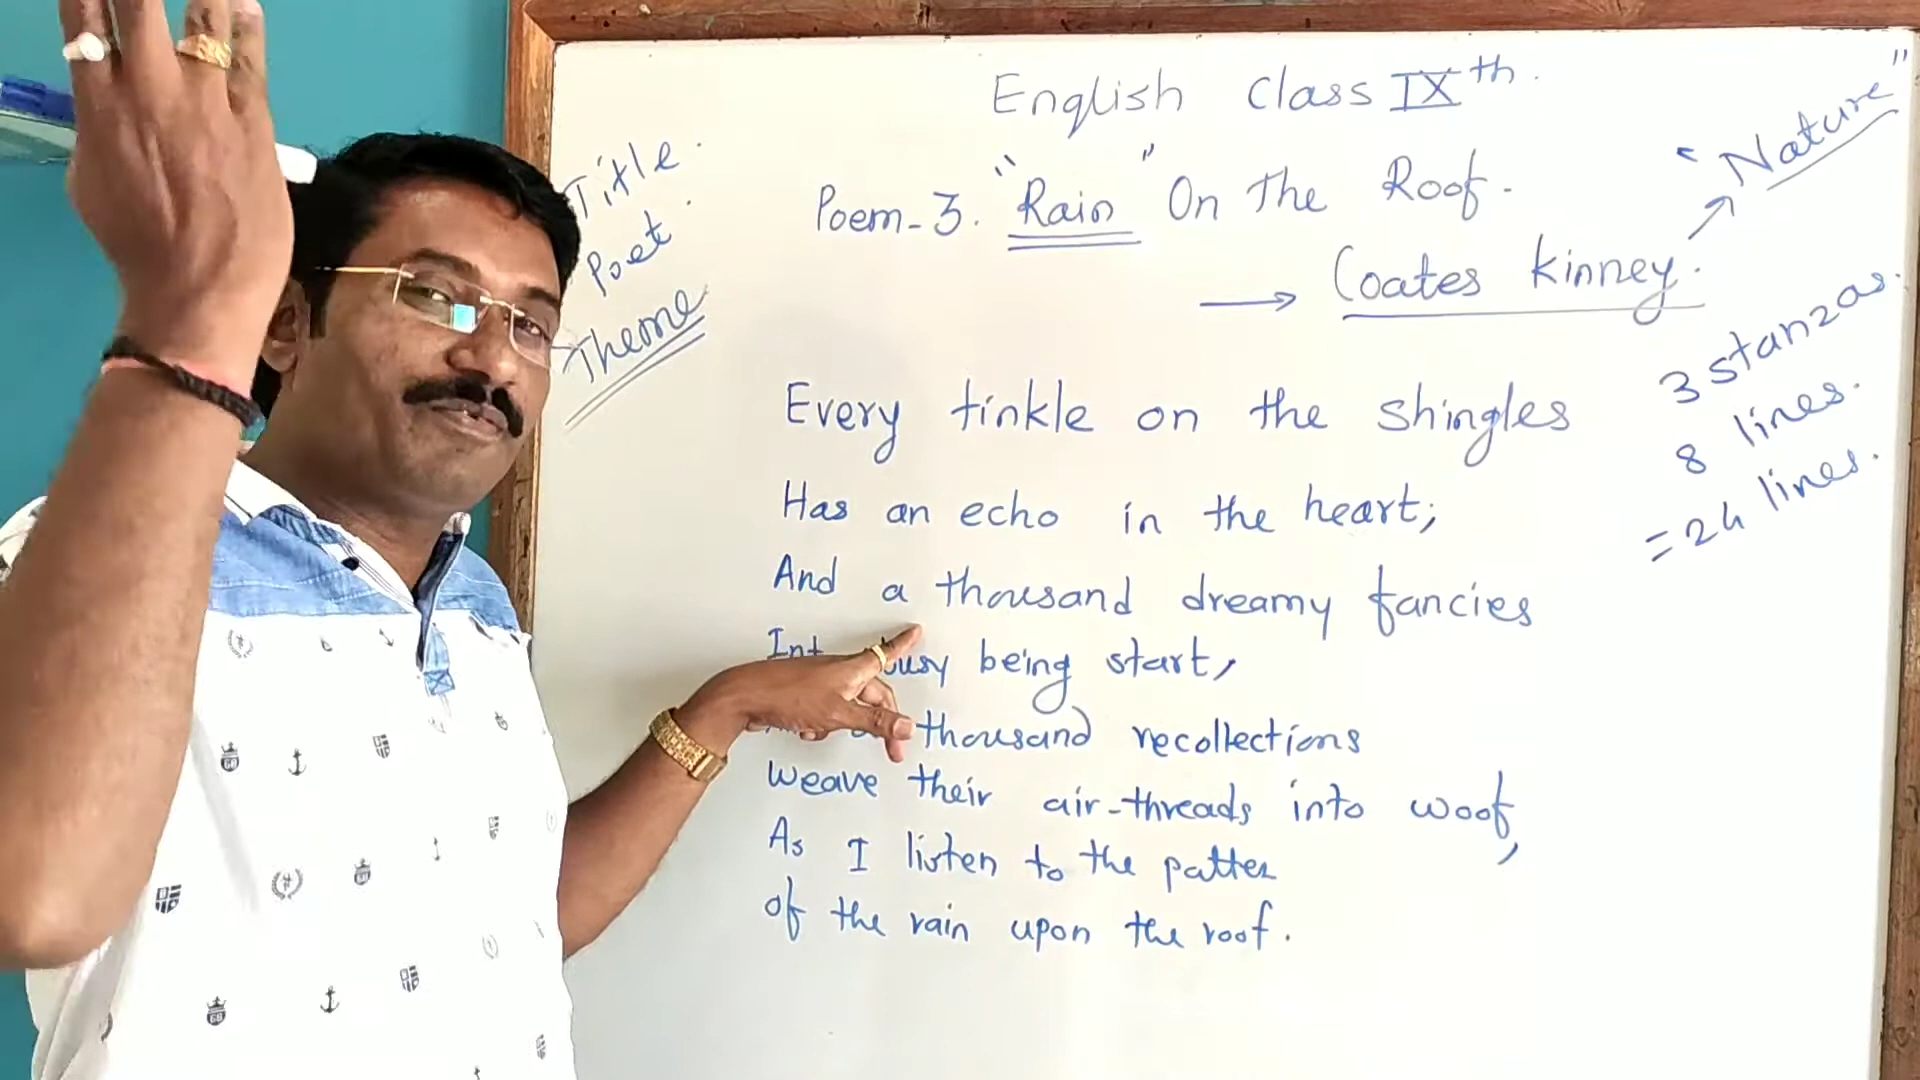 English Class IXth.
Poem-3. "Rain" On The Roof.
→ Coates Kinney.
"Nature"
Title.
Poet.
Theme
3 stanzas.
8 lines.
= 24 lines.
Every tinkle on the shingles
Has an echo in the heart;
And a thousand dreamy fancies
busy being start,
thousand recollections
Weave their air-threads into woof,
As I listen to the patter
of the rain upon the roof.